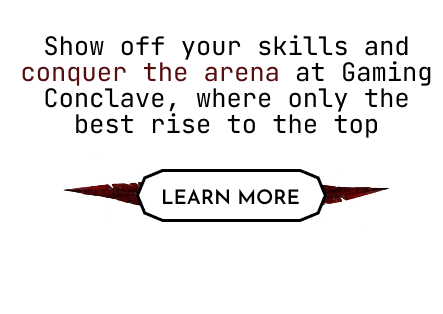 Show off your skills and
conquer the arena at Gaming
Conclave, where only the
best rise to the top
LEARN MORE